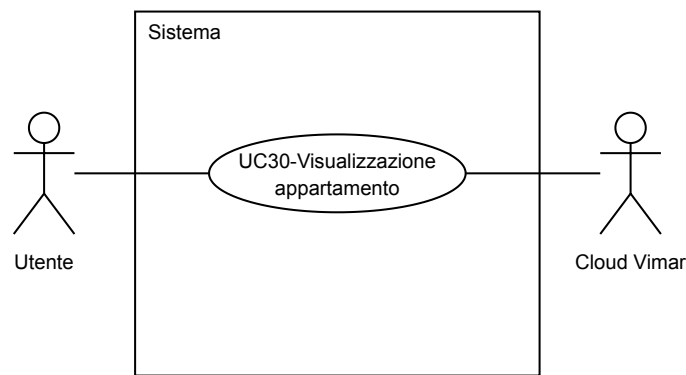 Sistema
UC30-Visualizzazione
appartamento
Utente
Cloud Vimar